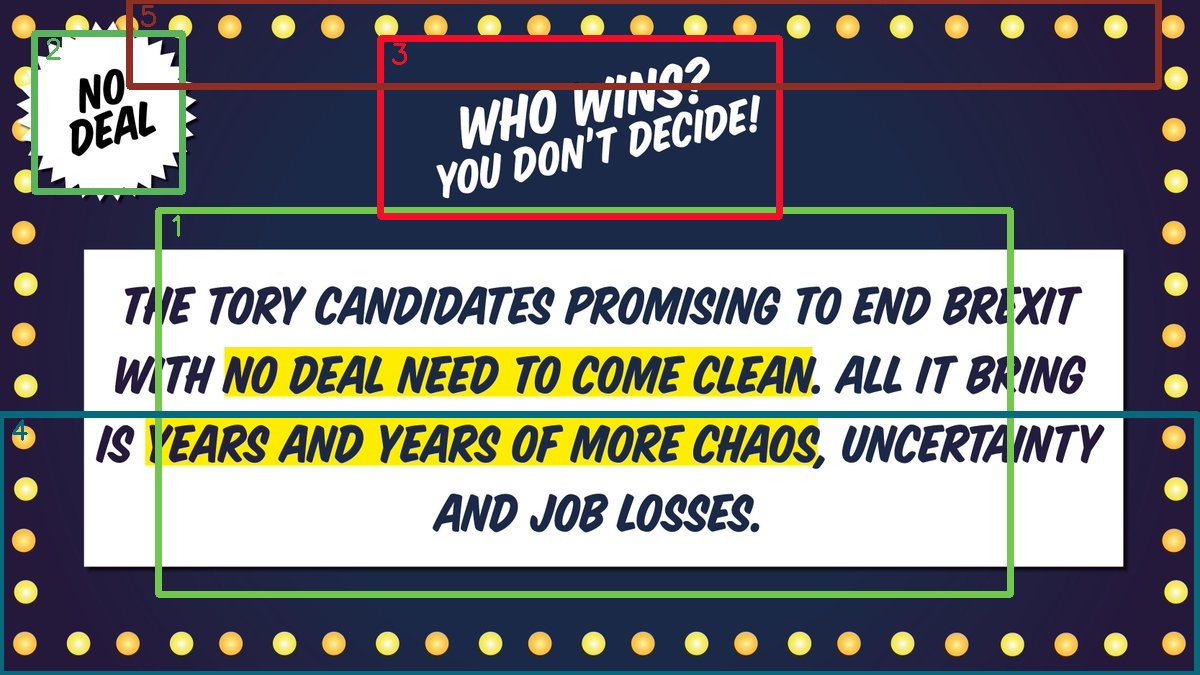 NO
DEAL
WHO WINS?
YOU DON'T DECIDE!
THE TORY CANDIDATES PROMISING TO END BREXIT
WITH NO DEAL NEED TO COME CLEAN. ALL IT BRING
IS YEARS AND YEARS OF MORE CHAOS, UNCERTAINTY
AND JOB LOSSES.